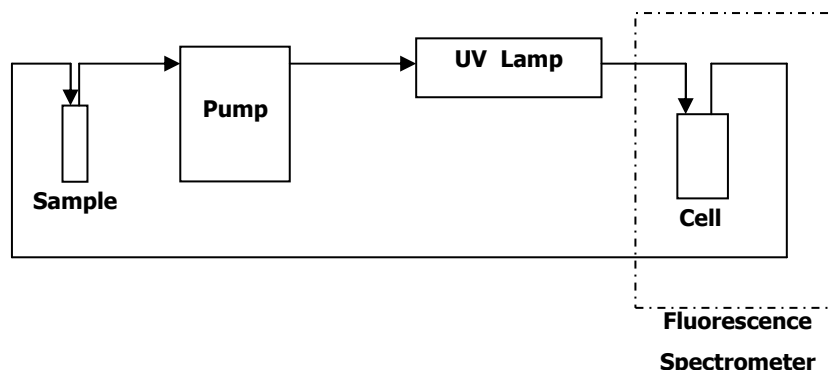 UV Lamp
Pump
Sample
Cell
Fluorescence
Spectrometer